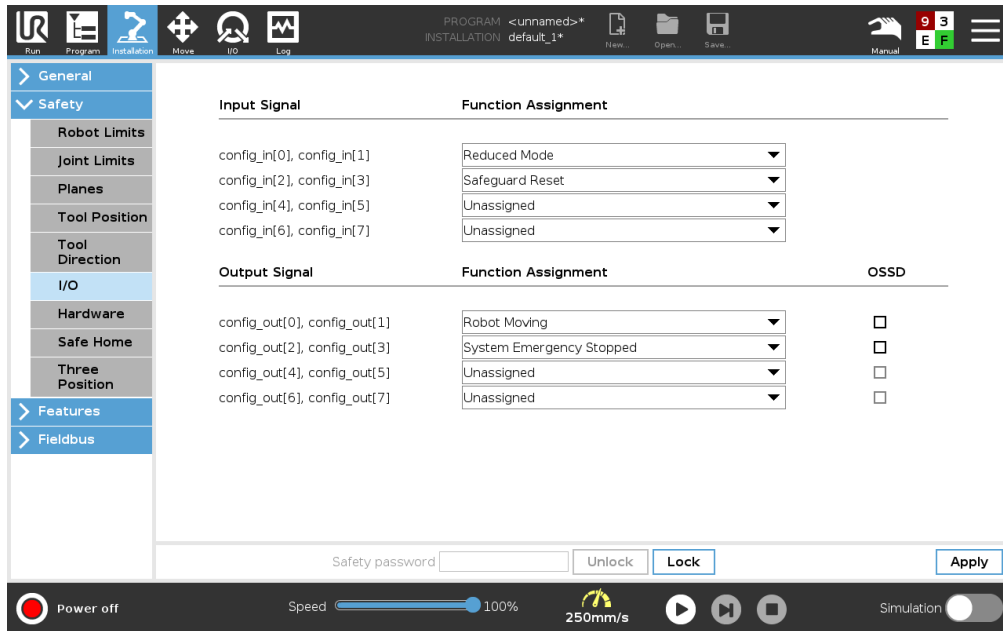 Run
Program
Installation
Move
I/O
Log
PROGRAM <unnamed>*
INSTALLATION default_1*
New...
Open...
Save...
Manual
9 3
E F
General
Safety
Robot Limits
Joint Limits
Planes
Tool Position
Tool
Direction
I/O
Hardware
Safe Home
Three
Position
Features
Fieldbus
Input Signal Function Assignment
config_in[0], config_in[1] Reduced Mode
config_in[2], config_in[3] Safeguard Reset
config_in[4], config_in[5] Unassigned
config_in[6], config_in[7] Unassigned
Output Signal Function Assignment OSSD
config_out[0], config_out[1] Robot Moving
config_out[2], config_out[3] System Emergency Stopped
config_out[4], config_out[5] Unassigned
config_out[6], config_out[7] Unassigned
Safety password Unlock Lock Apply
Power off Speed 100% 250mm/s Simulation